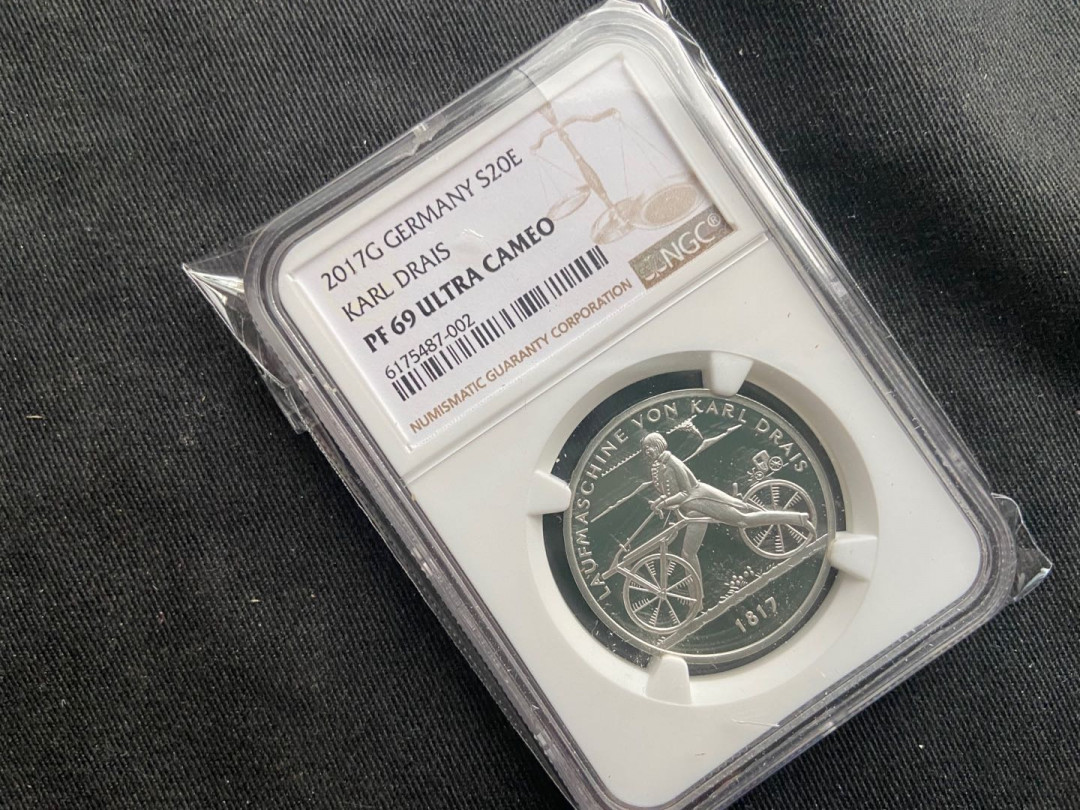 2017G GERMANY S20E
KARL DRAIS
PF 69 ULTRA CAMEO
6175487-002
NUMISMATIC GUARANTY CORPORATION
NGC®
LAUFMASCHINE VON KARL DRAIS
1817